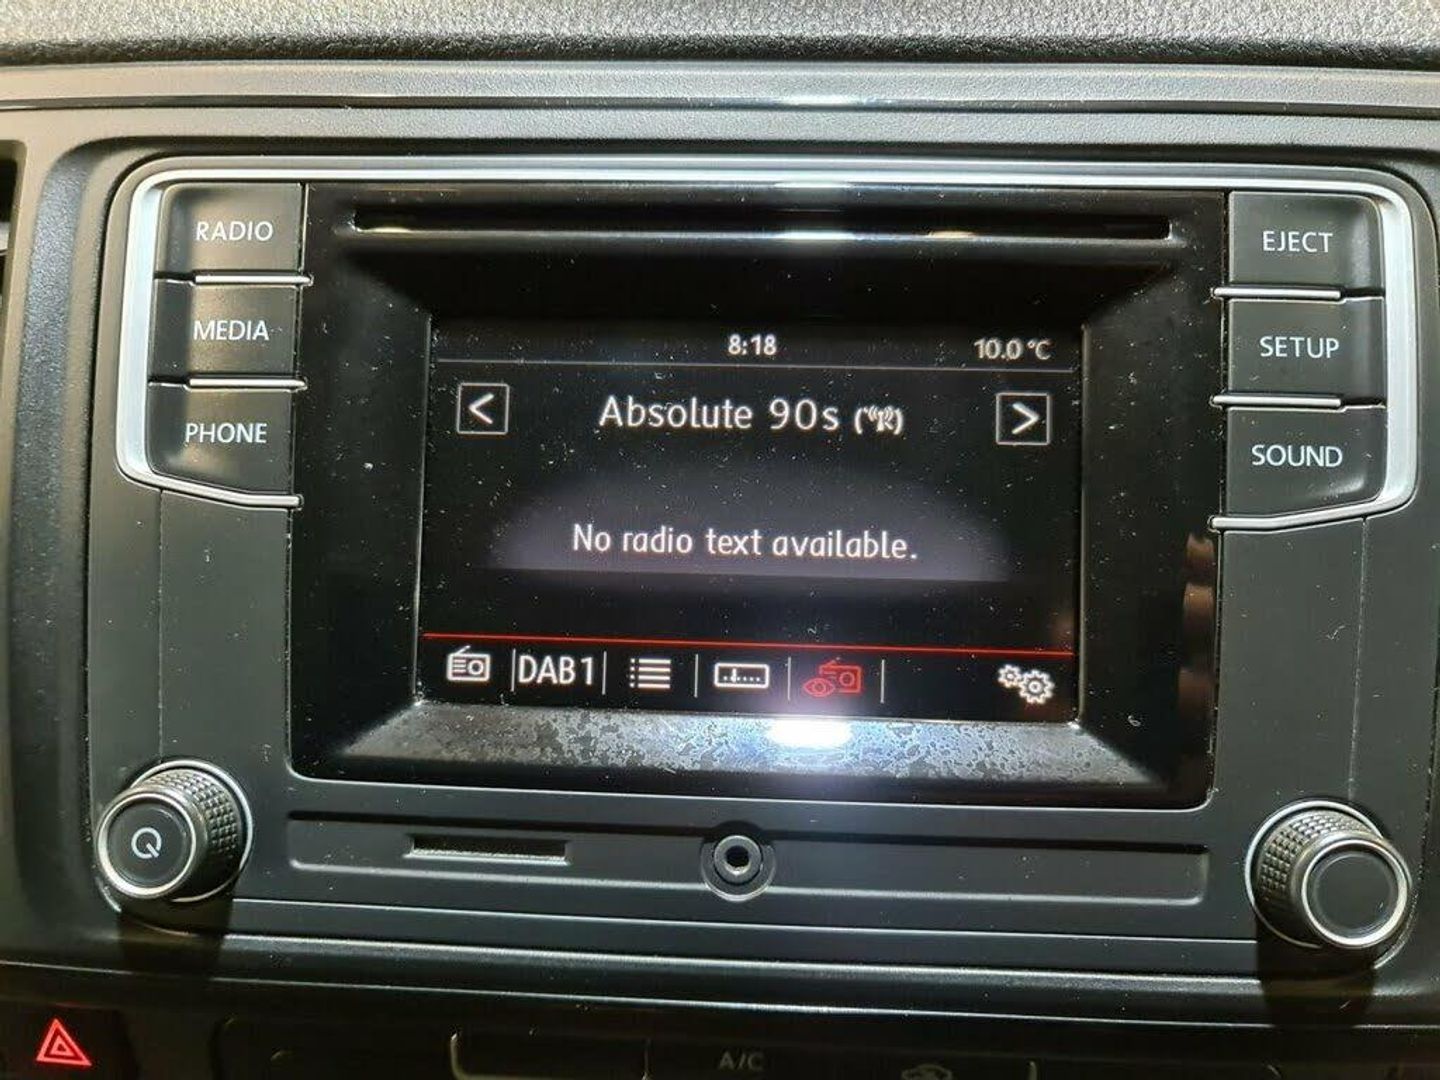 RADIO
MEDIA
PHONE
EJECT
SETUP
SOUND
8:18
10.0 °C
<
Absolute 90s
>
No radio text available.
DAB1
A/C